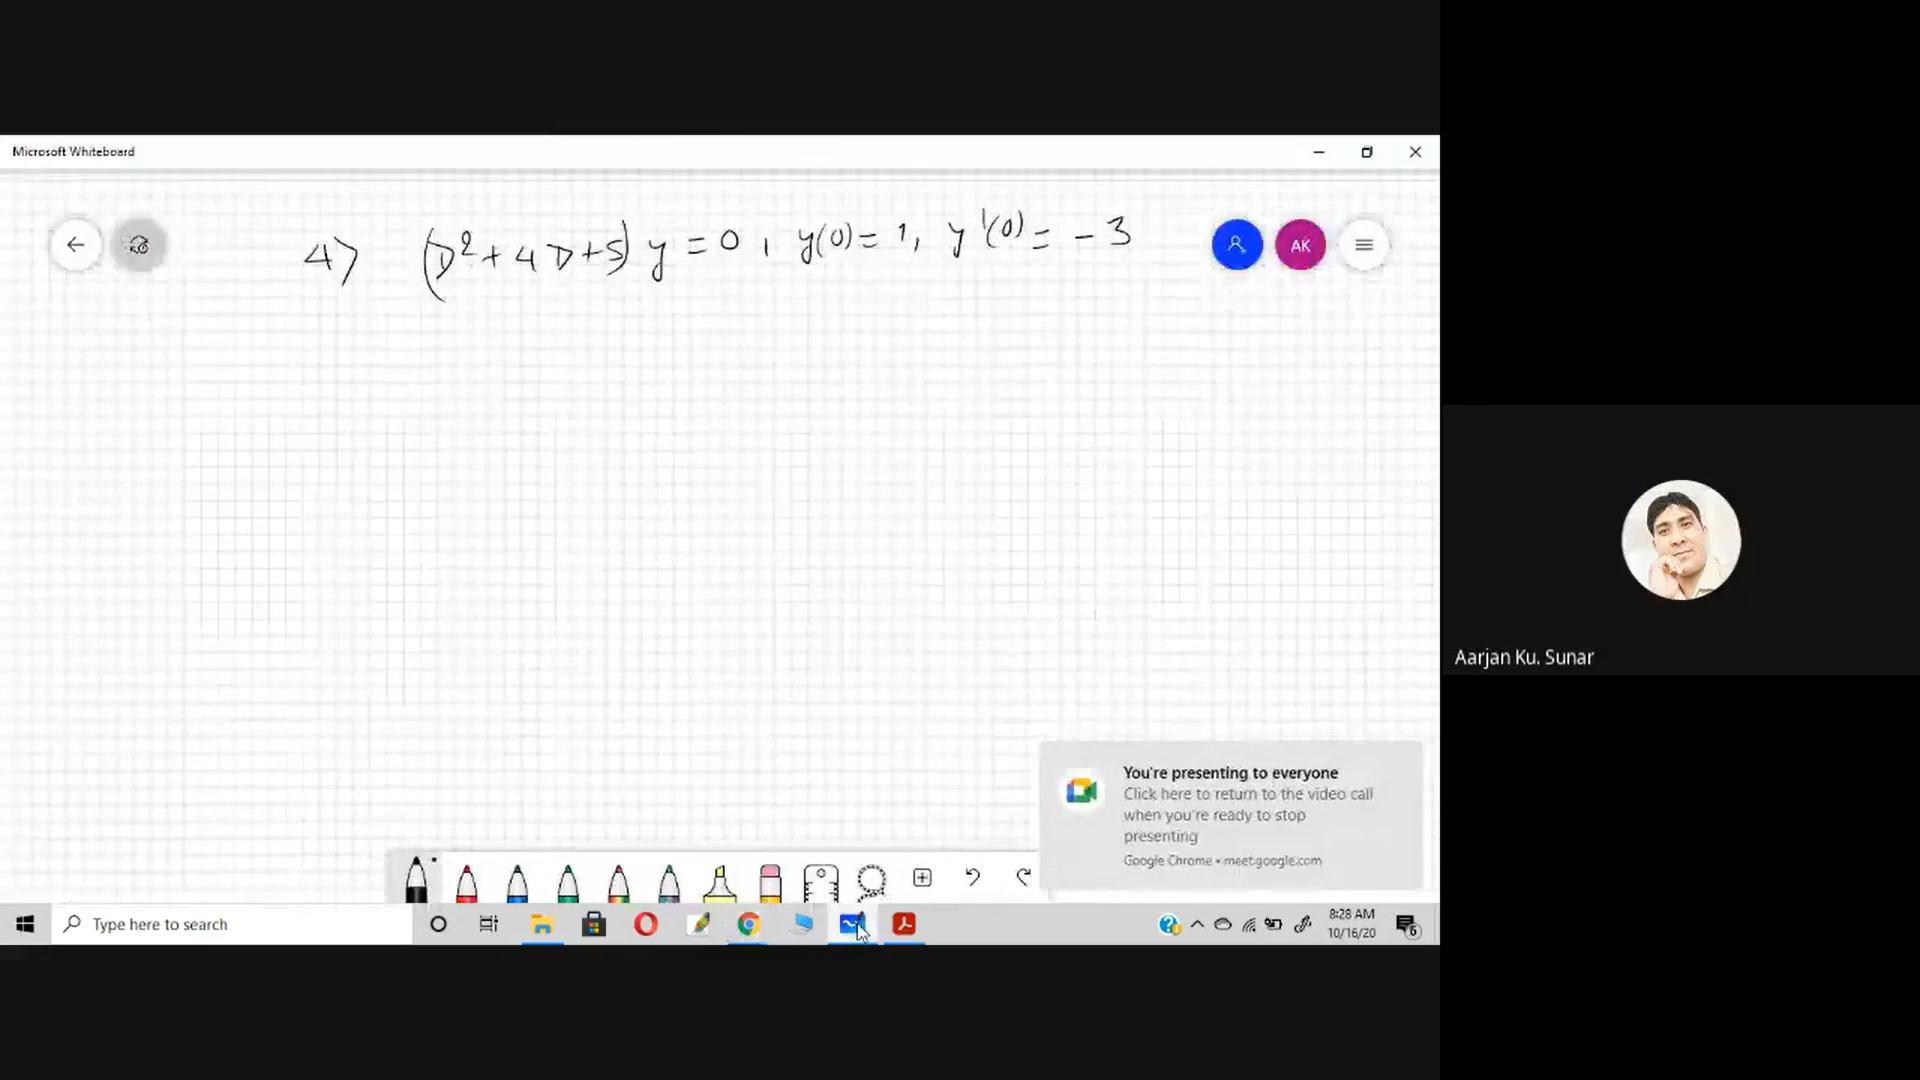 Microsoft Whiteboard
4) (D²+4D+5) y = 0, y(0) = 1, y'(0) = -3
AK
Aarjan Ku. Sunar
You're presenting to everyone
Click here to return to the video call
when you're ready to stop
presenting
Google Chrome • meet.google.com
Type here to search
8:28 AM
10/16/20
6